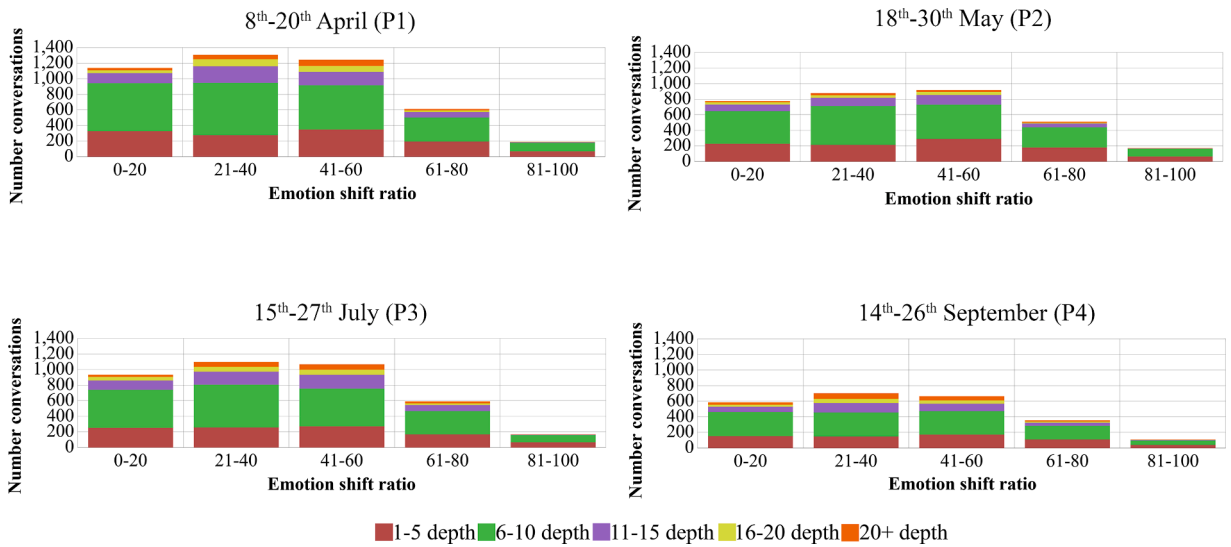 8th-20th April (P1)
Number conversations
1,400
1,200
1,000
800
600
400
200
0
0-20 21-40 41-60 61-80 81-100
Emotion shift ratio
18th-30th May (P2)
Number conversations
1,400
1,200
1,000
800
600
400
200
0
0-20 21-40 41-60 61-80 81-100
Emotion shift ratio
15th-27th July (P3)
Number conversations
1,400
1,200
1,000
800
600
400
200
0
0-20 21-40 41-60 61-80 81-100
Emotion shift ratio
14th-26th September (P4)
Number conversations
1,400
1,200
1,000
800
600
400
200
0
0-20 21-40 41-60 61-80 81-100
Emotion shift ratio
1-5 depth 6-10 depth 11-15 depth 16-20 depth 20+ depth